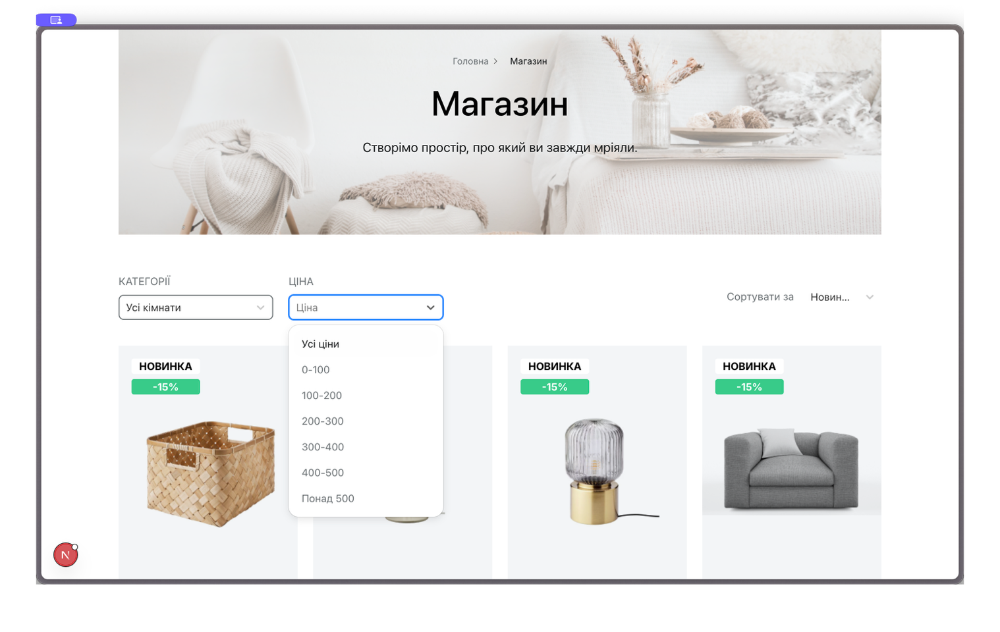 Головна > Магазин
Магазин
Створімо простір, про який ви завжди мріяли.
КАТЕГОРІЇ
Усі кімнати
ЦІНА
Ціна
Сортувати за Новин...
Усі ціни
0-100
100-200
200-300
300-400
400-500
Понад 500
НОВИНКА
-15%
НОВИНКА
-15%
НОВИНКА
-15%
N